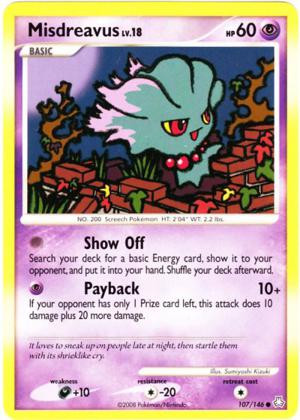 Misdreavus LV.18 HP 60
BASIC
NO. 200 Screech Pokémon HT: 2'04" WT: 2.2 lbs.
Show Off
Search your deck for a basic Energy card, show it to your
opponent, and put it into your hand. Shuffle your deck afterward.
Payback 10+
If your opponent has only 1 Prize card left, this attack does 10
damage plus 20 more damage.
It loves to sneak up on people late at night, then startle them
with its shrieklike cry.
Illus. Sumiyoshi Kizuki
weakness resistance retreat cost
+10 -20
©2008 Pokémon/Nintendo
107/146